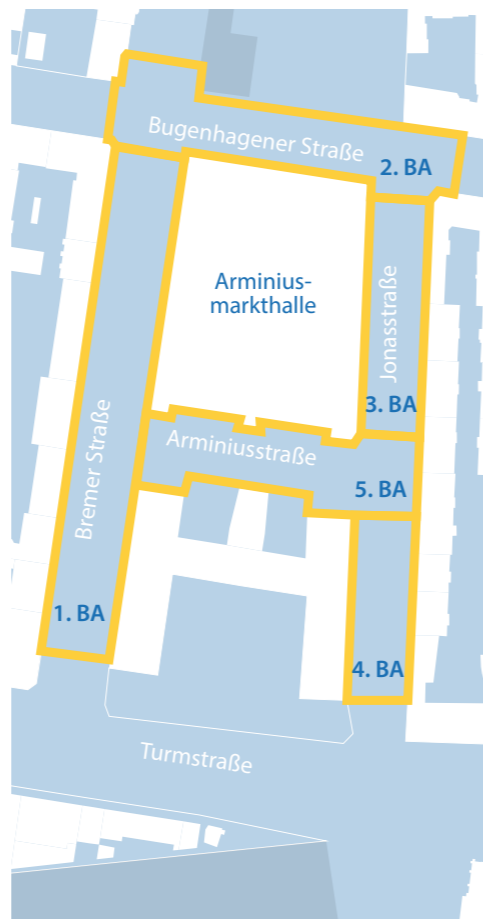 Bugenhagener Straße
2. BA
Arminius-
markthalle
Jonasstraße
3. BA
Arminiusstraße
Bremer Straße
5. BA
1. BA
4. BA
Turmstraße